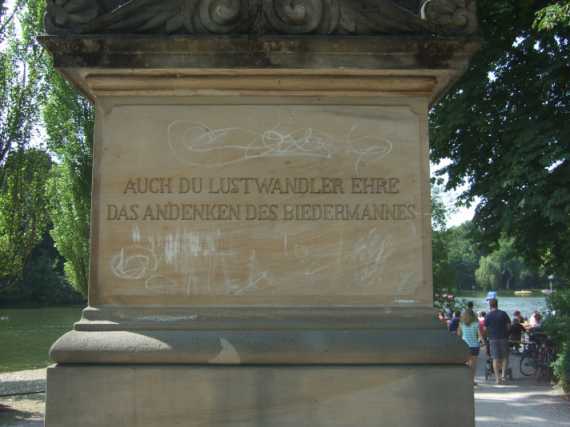 AUCH DU LUSTWANDLER EHRE
DAS ANDENKEN DES BIEDERMANNES